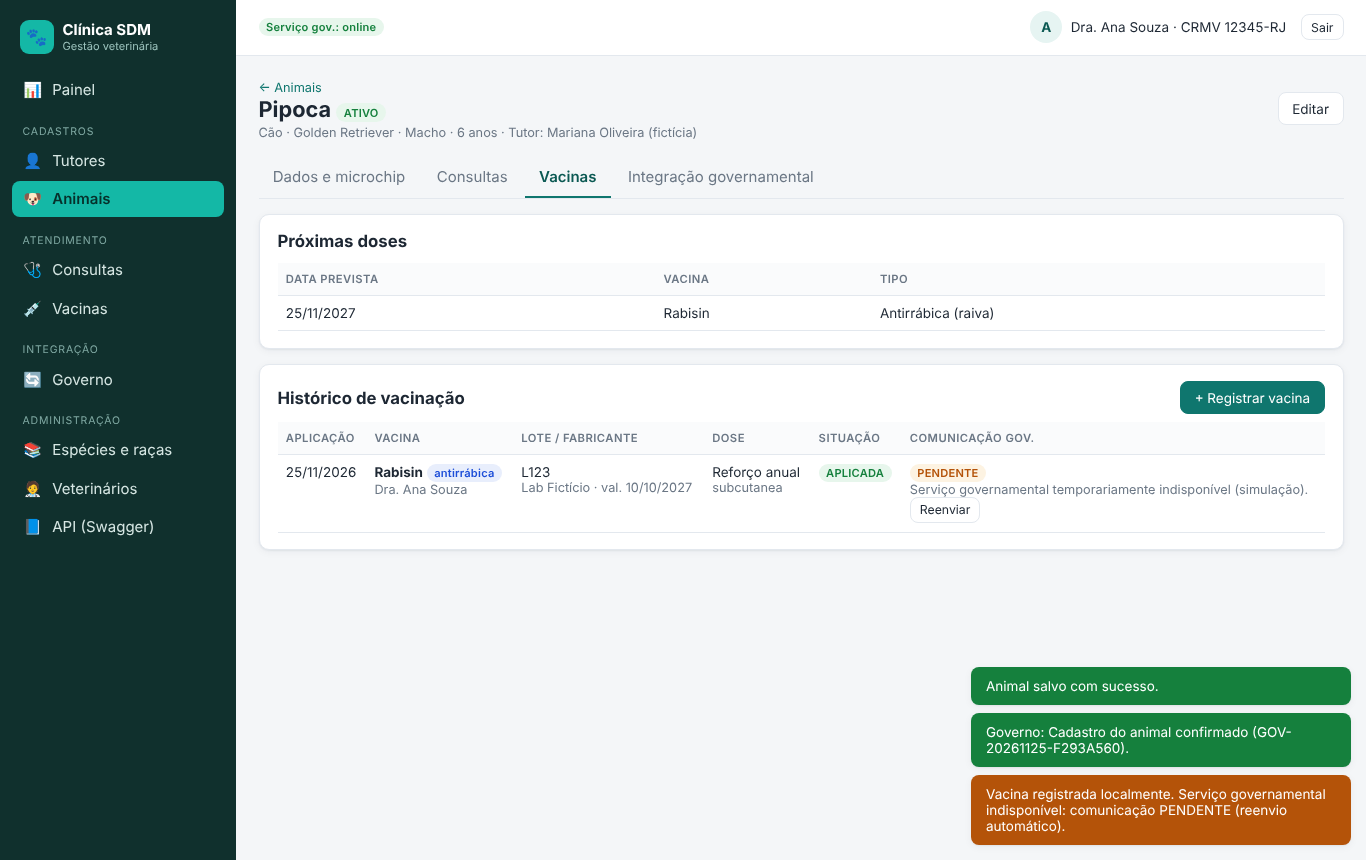 Clínica SDM
Gestão veterinária
Painel
CADASTROS
Tutores
Animais
ATENDIMENTO
Consultas
Vacinas
INTEGRAÇÃO
Governo
ADMINISTRAÇÃO
Espécies e raças
Veterinários
API (Swagger)
Serviço gov.: online
A
Dra. Ana Souza · CRMV 12345-RJ
Sair
← Animais
Pipoca ATIVO
Cão · Golden Retriever · Macho · 6 anos · Tutor: Mariana Oliveira (fictícia)
Editar
Dados e microchip
Consultas
Vacinas
Integração governamental
Próximas doses
DATA PREVISTA VACINA TIPO
25/11/2027 Rabisin Antirrábica (raiva)
Histórico de vacinação
+ Registrar vacina
APLICAÇÃO VACINA LOTE / FABRICANTE DOSE SITUAÇÃO COMUNICAÇÃO GOV.
25/11/2026 Rabisin antirrábica L123 Reforço anual APLICADA PENDENTE
Dra. Ana Souza Lab Fictício · val. 10/10/2027 subcutanea Serviço governamental temporariamente indisponível (simulação).
Reenviar
Animal salvo com sucesso.
Governo: Cadastro do animal confirmado (GOV-
20261125-F293A560).
Vacina registrada localmente. Serviço governamental
indisponível: comunicação PENDENTE (reenvio
automático).